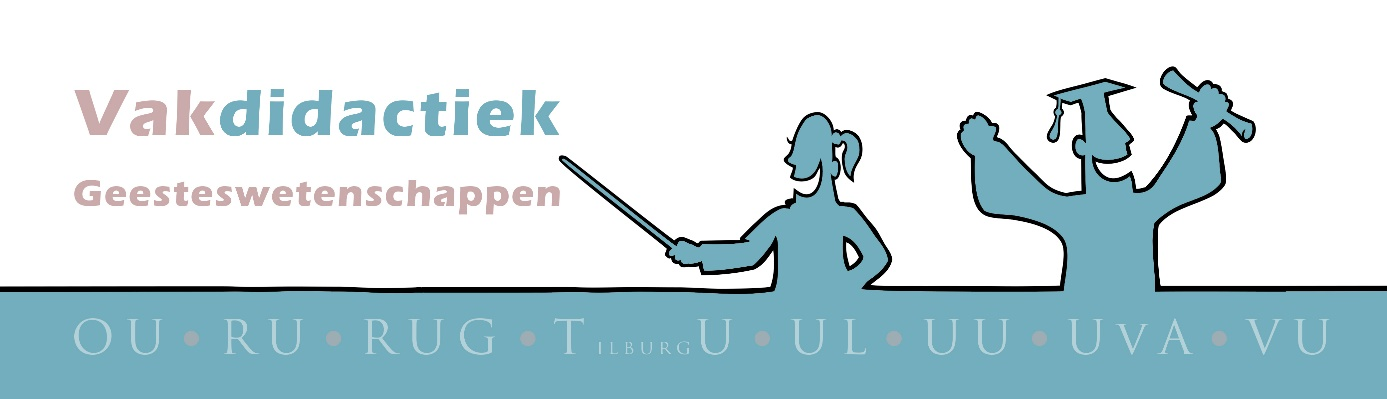 Vakdidactiek
Geesteswetenschappen
OU • RU • RUG • TILBURGU • UL • UU • UVA • VU